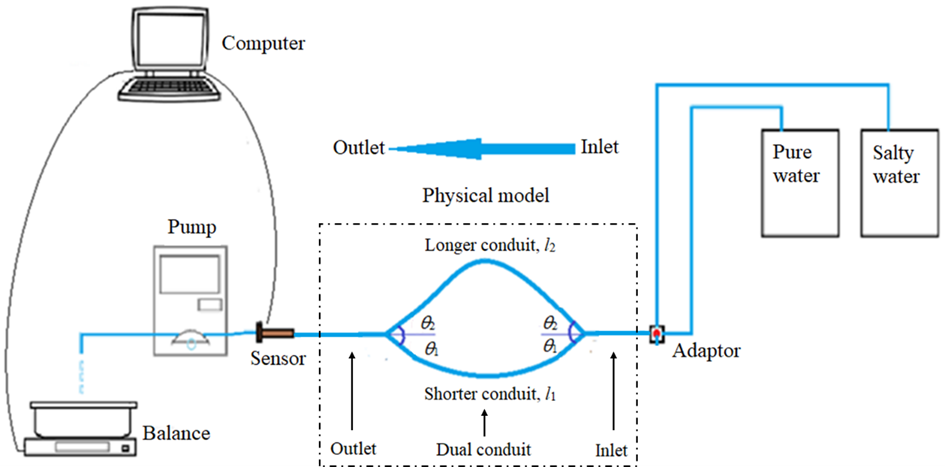 Computer
Outlet
Inlet
Pure
water
Salty
water
Physical model
Pump
Longer conduit, l2
θ2
θ1
θ2
θ1
Sensor
Adaptor
Shorter conduit, l1
Balance
Outlet
Dual conduit
Inlet